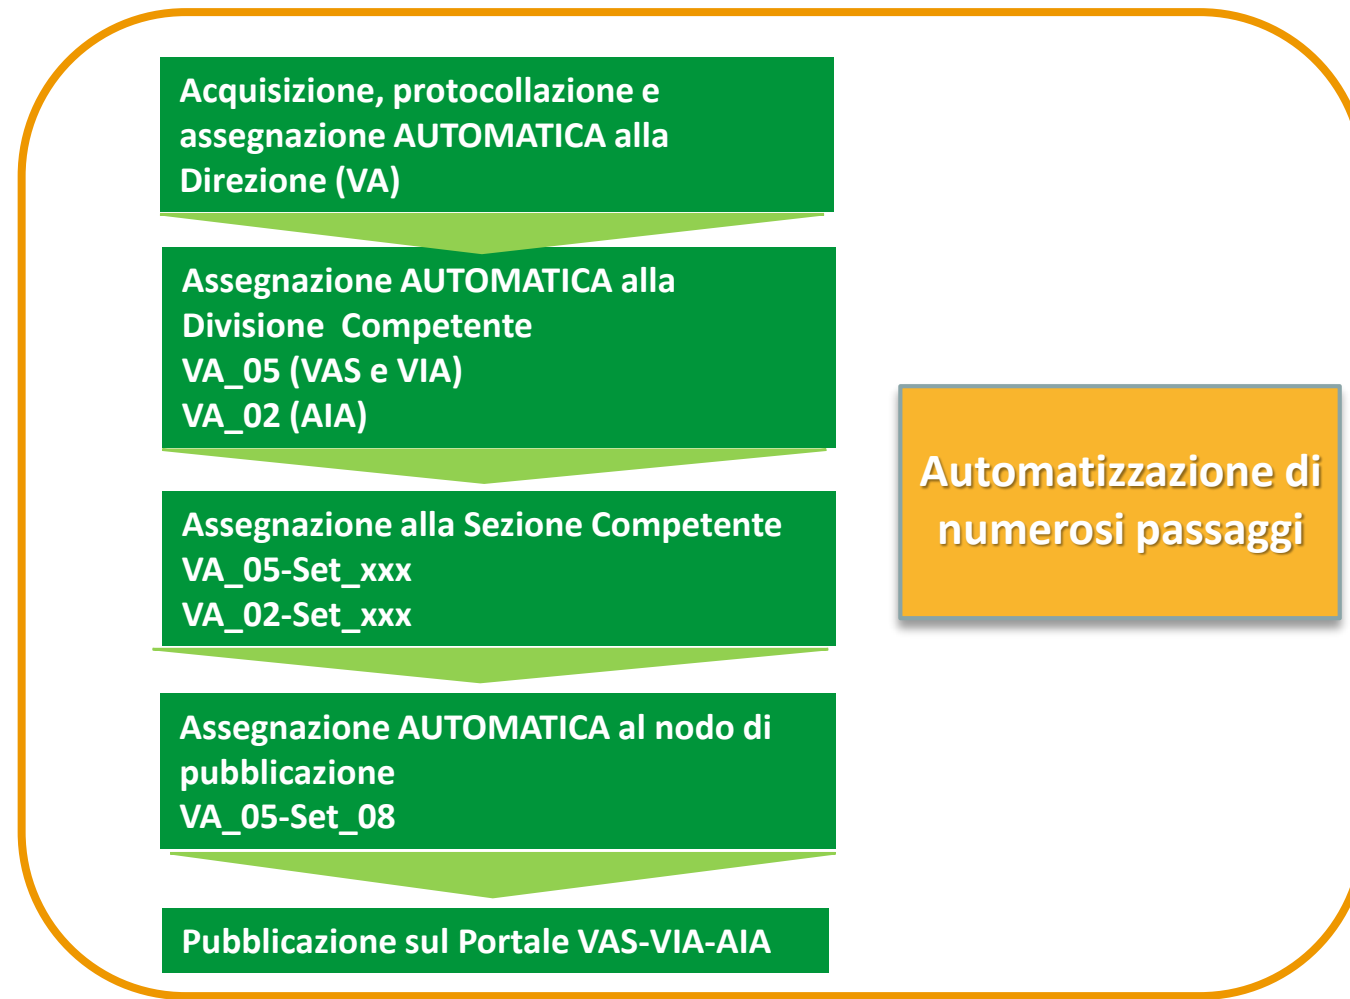 Acquisizione, protocollazione e
assegnazione AUTOMATICA alla
Direzione (VA)
Assegnazione AUTOMATICA alla
Divisione  Competente
VA_05 (VAS e VIA)
VA_02 (AIA)
Assegnazione alla Sezione Competente
VA_05-Set_xxx
VA_02-Set_xxx
Assegnazione AUTOMATICA al nodo di
pubblicazione
VA_05-Set_08
Pubblicazione sul Portale VAS-VIA-AIA
Automatizzazione di
numerosi passaggi